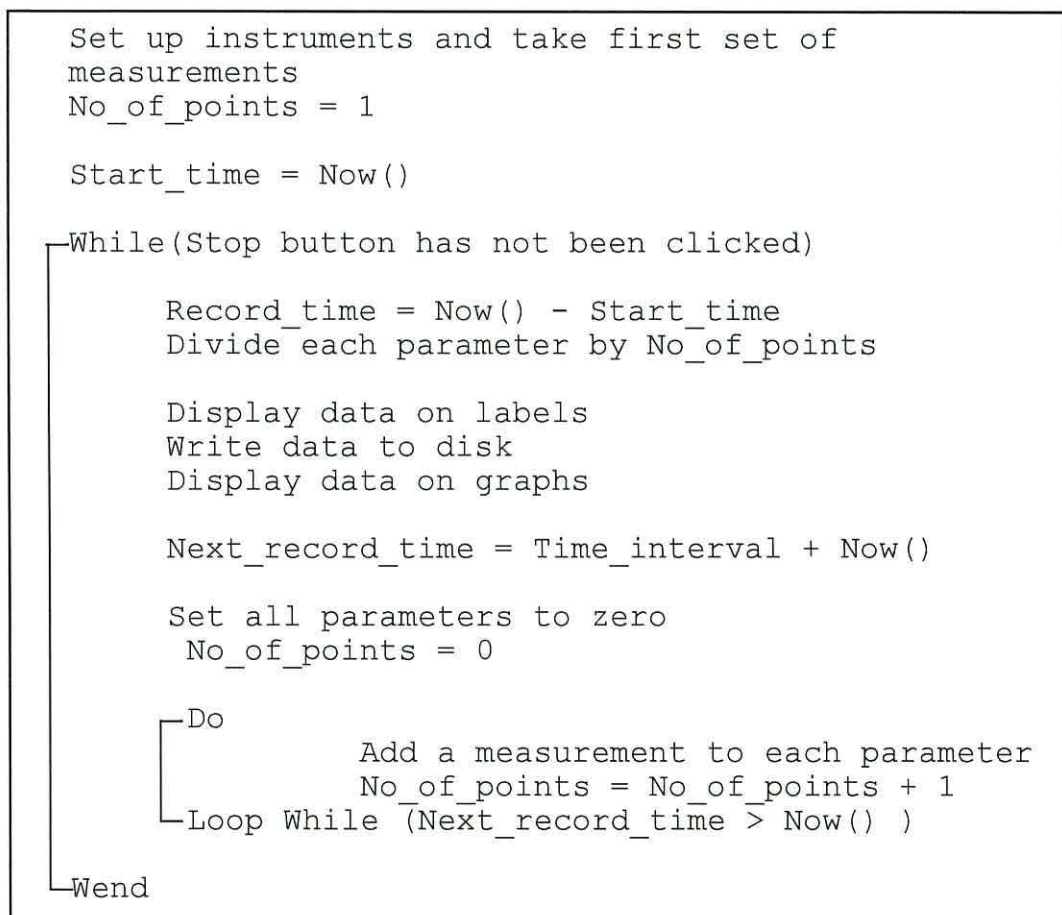 Set up instruments and take first set of
measurements
No_of_points = 1
Start_time = Now()
While(Stop button has not been clicked)
Record_time = Now() - Start_time
Divide each parameter by No_of_points
Display data on labels
Write data to disk
Display data on graphs
Next_record_time = Time_interval + Now()
Set all parameters to zero
No_of_points = 0
Do
Add a measurement to each parameter
No_of_points = No_of_points + 1
Loop While (Next_record_time > Now() )
Wend